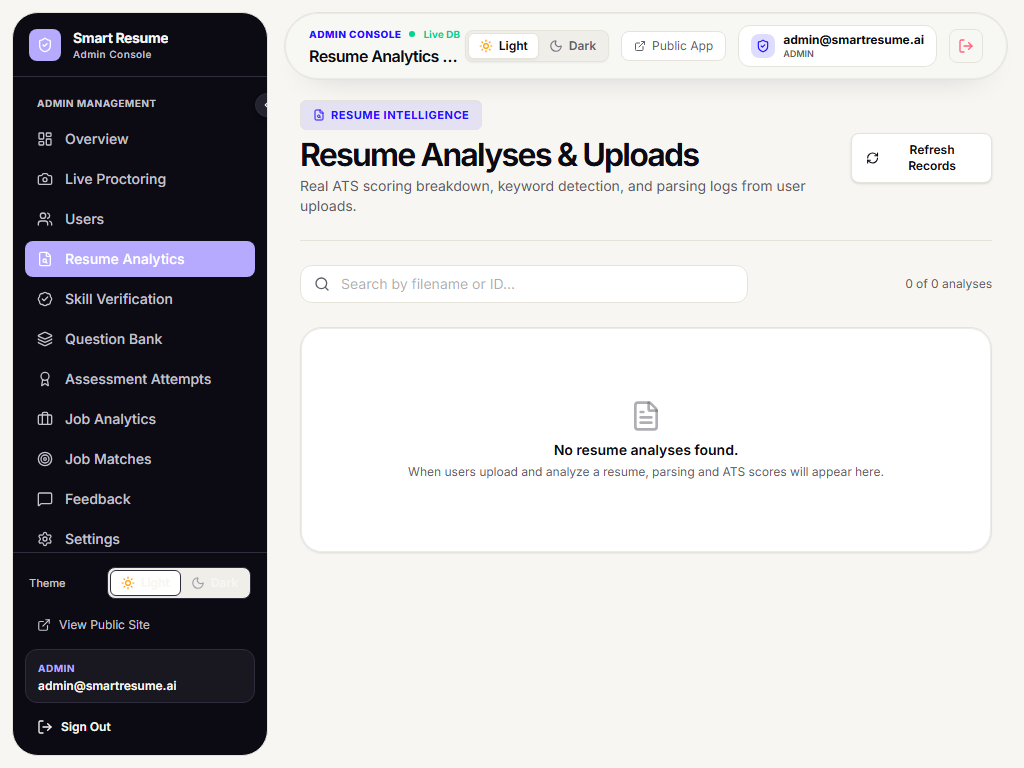 Smart Resume
Admin Console
ADMIN MANAGEMENT
Overview
Live Proctoring
Users
Resume Analytics
Skill Verification
Question Bank
Assessment Attempts
Job Analytics
Job Matches
Feedback
Settings
Theme
Light
Dark
View Public Site
ADMIN
admin@smartresume.ai
Sign Out
ADMIN CONSOLE
Live DB
Resume Analytics ...
Light
Dark
Public App
admin@smartresume.ai
ADMIN
RESUME INTELLIGENCE
Resume Analyses & Uploads
Real ATS scoring breakdown, keyword detection, and parsing logs from user
uploads.
Refresh
Records
Search by filename or ID...
0 of 0 analyses
No resume analyses found.
When users upload and analyze a resume, parsing and ATS scores will appear here.